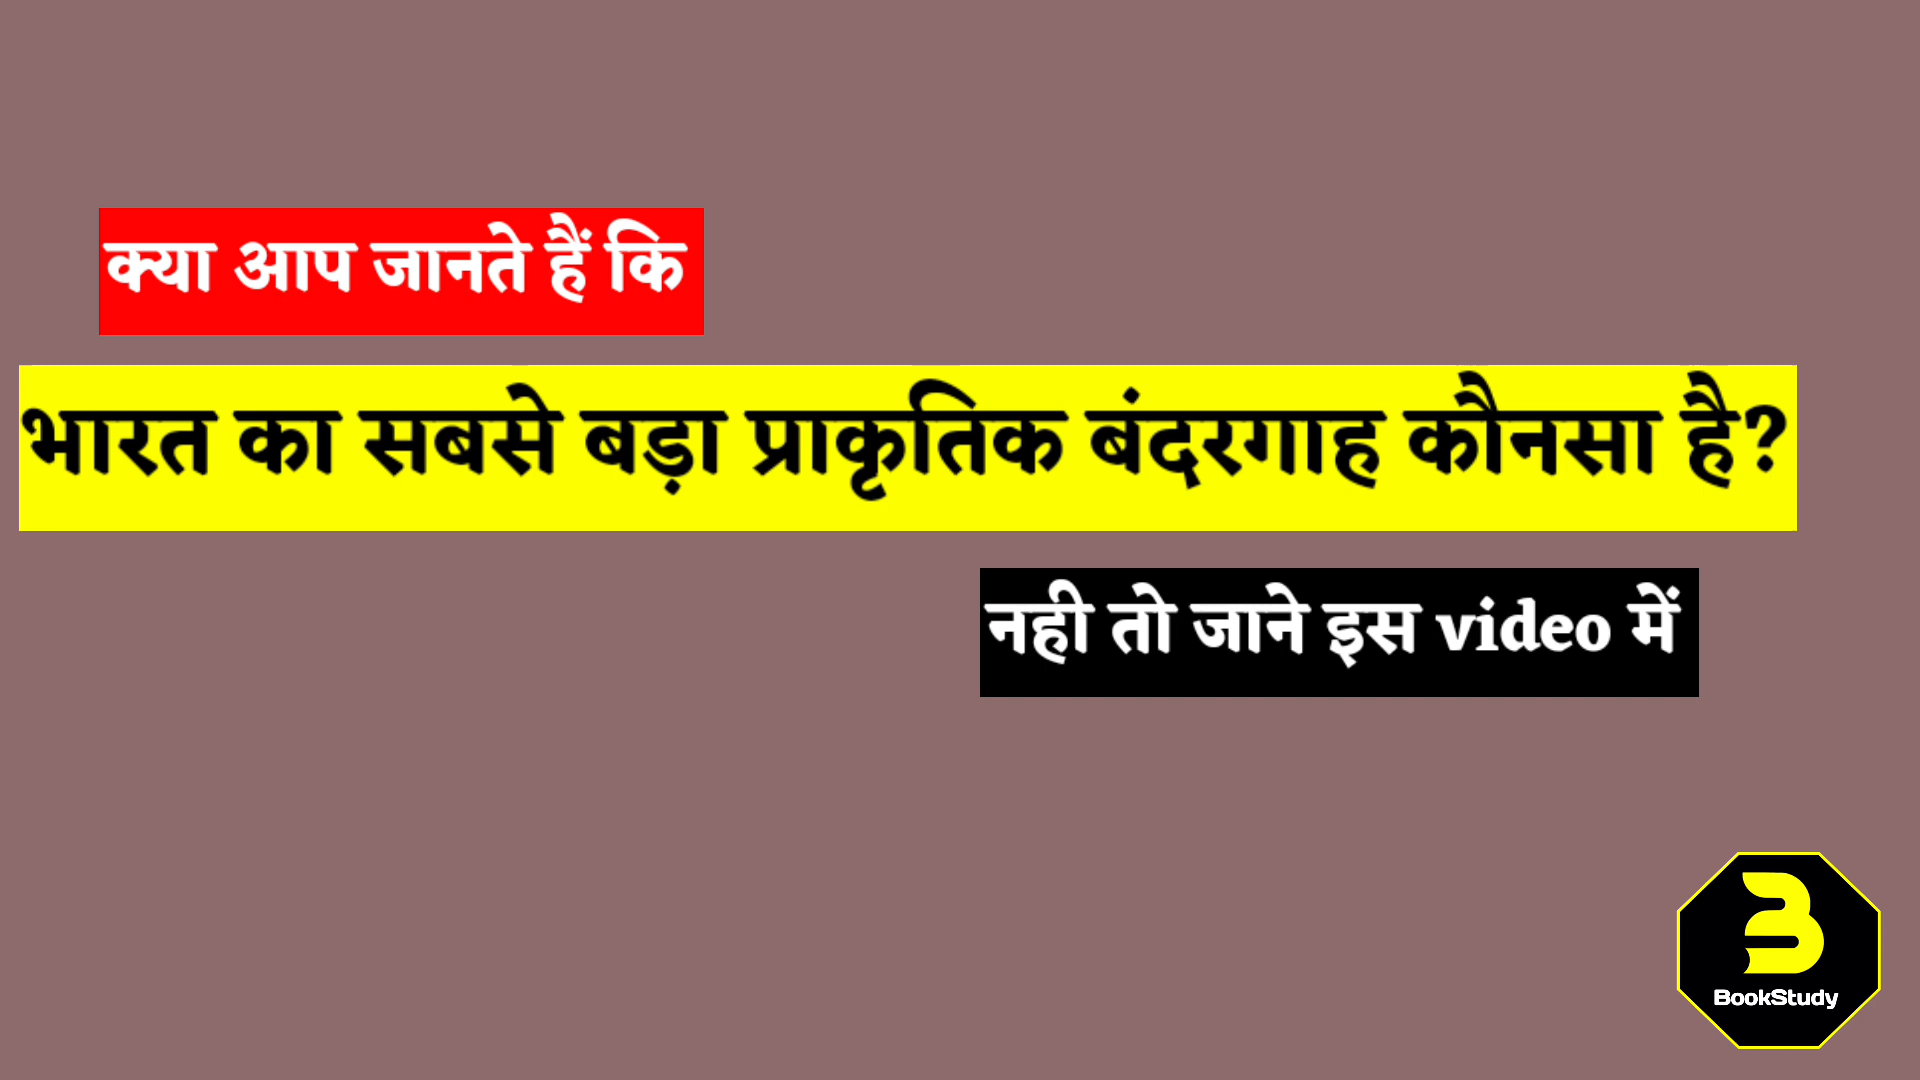 क्या आप जानते हैं कि
भारत का सबसे बड़ा प्राकृतिक बंदरगाह कौनसा है?
नही तो जाने इस video में
BookStudy